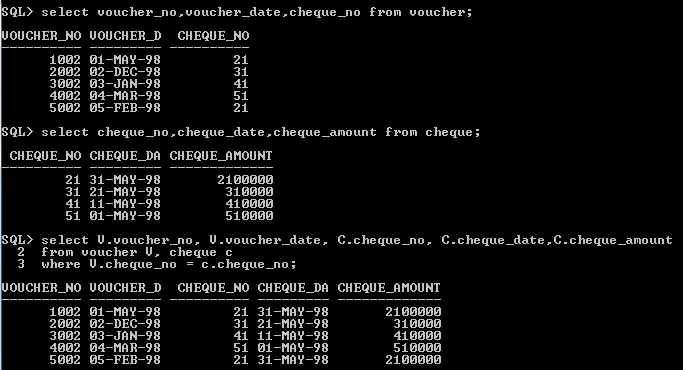 SQL> select voucher_no,voucher_date,cheque_no from voucher;
VOUCHER_NO VOUCHER_D  CHEQUE_NO
---------- --------- ----------
      1002 01-MAY-98         21
      2002 02-DEC-98         31
      3002 03-JAN-98         41
      4002 04-MAR-98         51
      5002 05-FEB-98         21
SQL> select cheque_no,cheque_date,cheque_amount from cheque;
 CHEQUE_NO CHEQUE_DA CHEQUE_AMOUNT
---------- --------- -------------
        21 31-MAY-98       2100000
        31 21-MAY-98        310000
        41 11-MAY-98        410000
        51 01-MAY-98        510000
SQL> select V.voucher_no, V.voucher_date, C.cheque_no, C.cheque_date,C.cheque_amount
  2  from voucher V, cheque c
  3  where V.cheque_no = c.cheque_no;
VOUCHER_NO VOUCHER_D  CHEQUE_NO CHEQUE_DA CHEQUE_AMOUNT
---------- --------- ---------- --------- -------------
      1002 01-MAY-98         21 31-MAY-98       2100000
      2002 02-DEC-98         31 21-MAY-98        310000
      3002 03-JAN-98         41 11-MAY-98        410000
      4002 04-MAR-98         51 01-MAY-98        510000
      5002 05-FEB-98         21 31-MAY-98       2100000